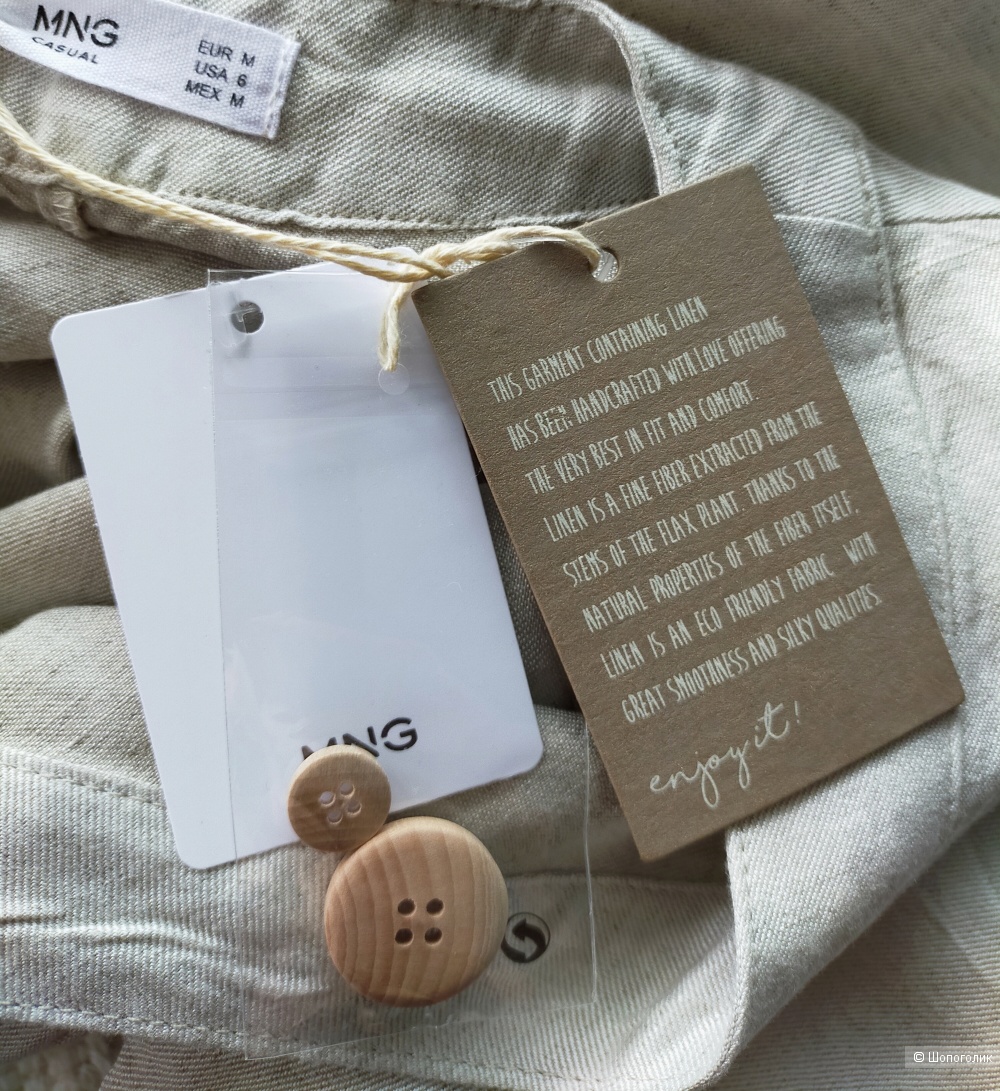 MNG
CASUAL
EUR M
USA 6
MEX M
THIS GARMENT CONTAINING LINEN
HAS BEEN HANDCRAFTED WITH LOVE OFFERING
THE VERY BEST IN FIT AND COMFORT.
LINEN IS A FINE FIBER EXTRACTED FROM THE
STEMS OF THE FLAX PLANT. THANKS TO THE
NATURAL PROPERTIES OF THE FIBER ITSELF,
LINEN IS AN ECO FRIENDLY FABRIC WITH
GREAT SMOOTHNESS AND SILKY QUALITIES.
enjoy it!
MNG
© Шопоголик